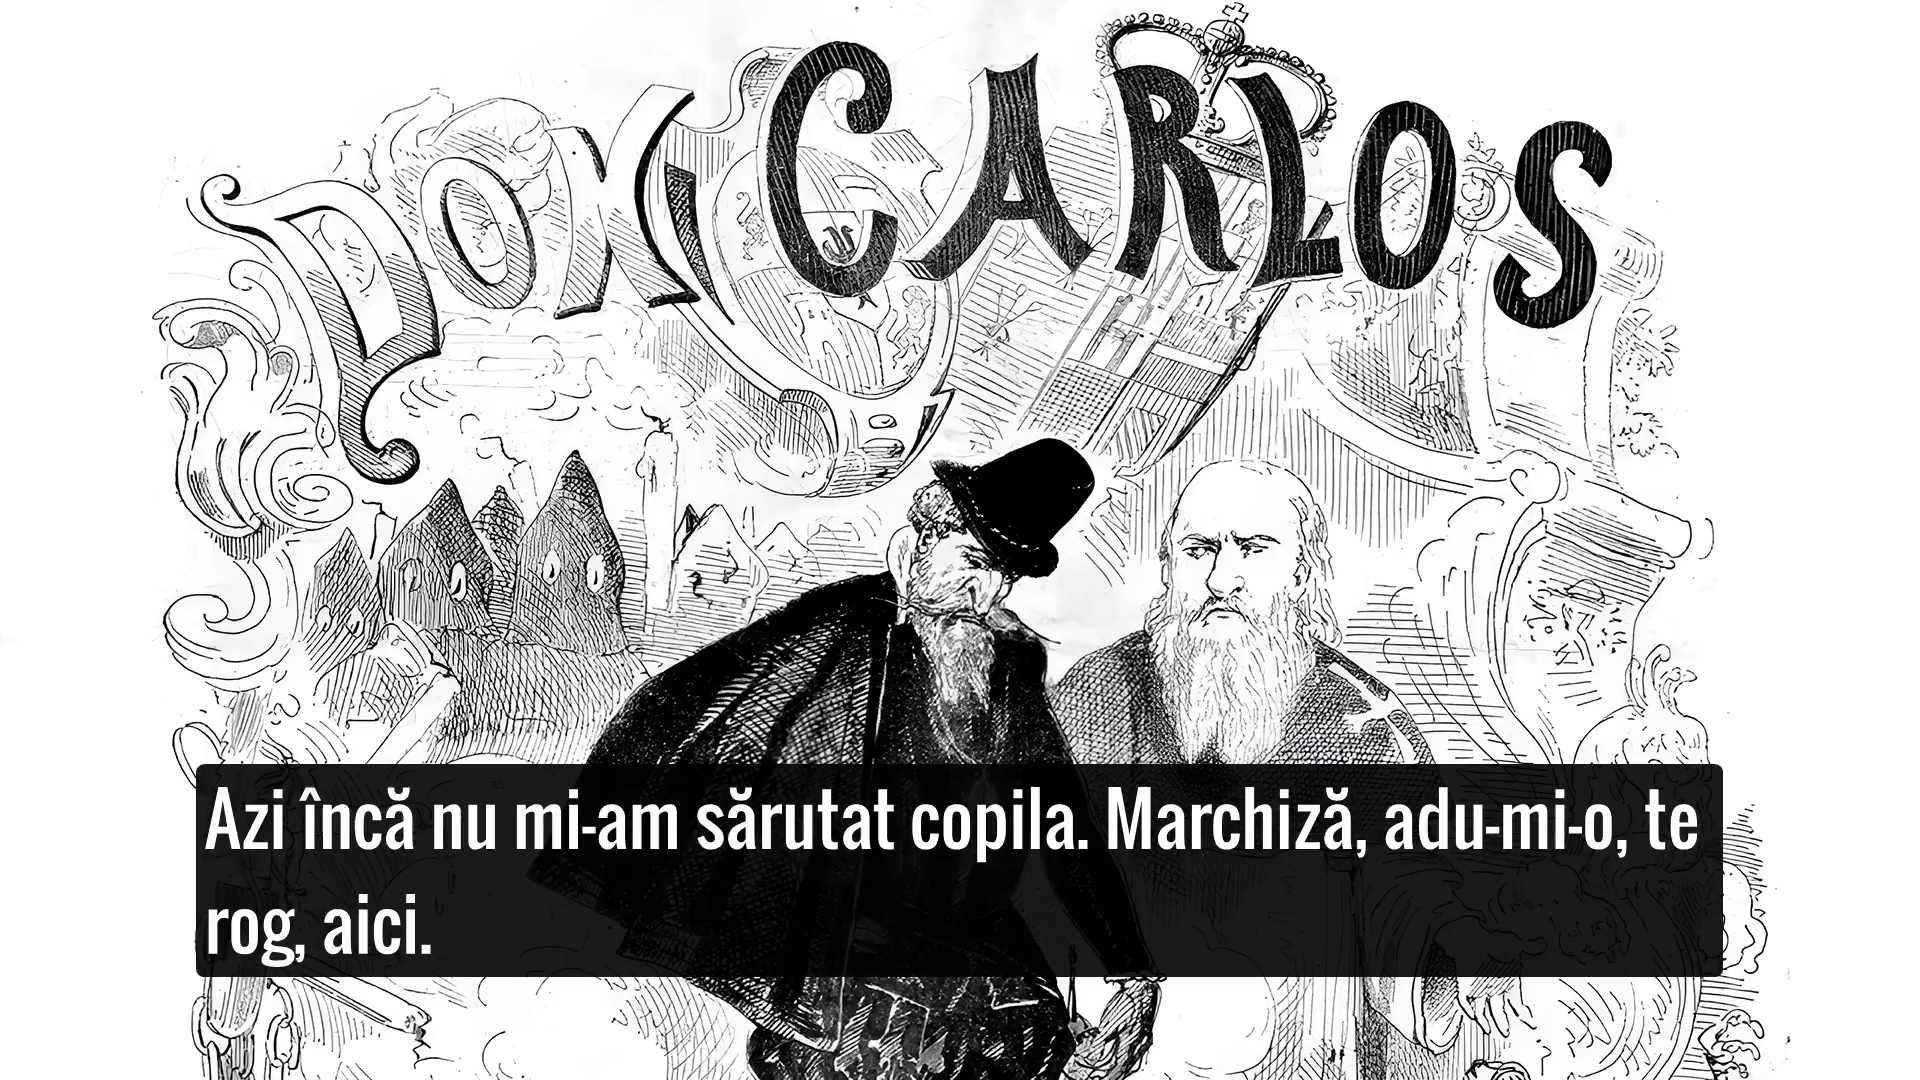 DON CARLOS
Azi încă nu mi-am sărutat copila. Marchiză, adu-mi-o, te
rog, aici.